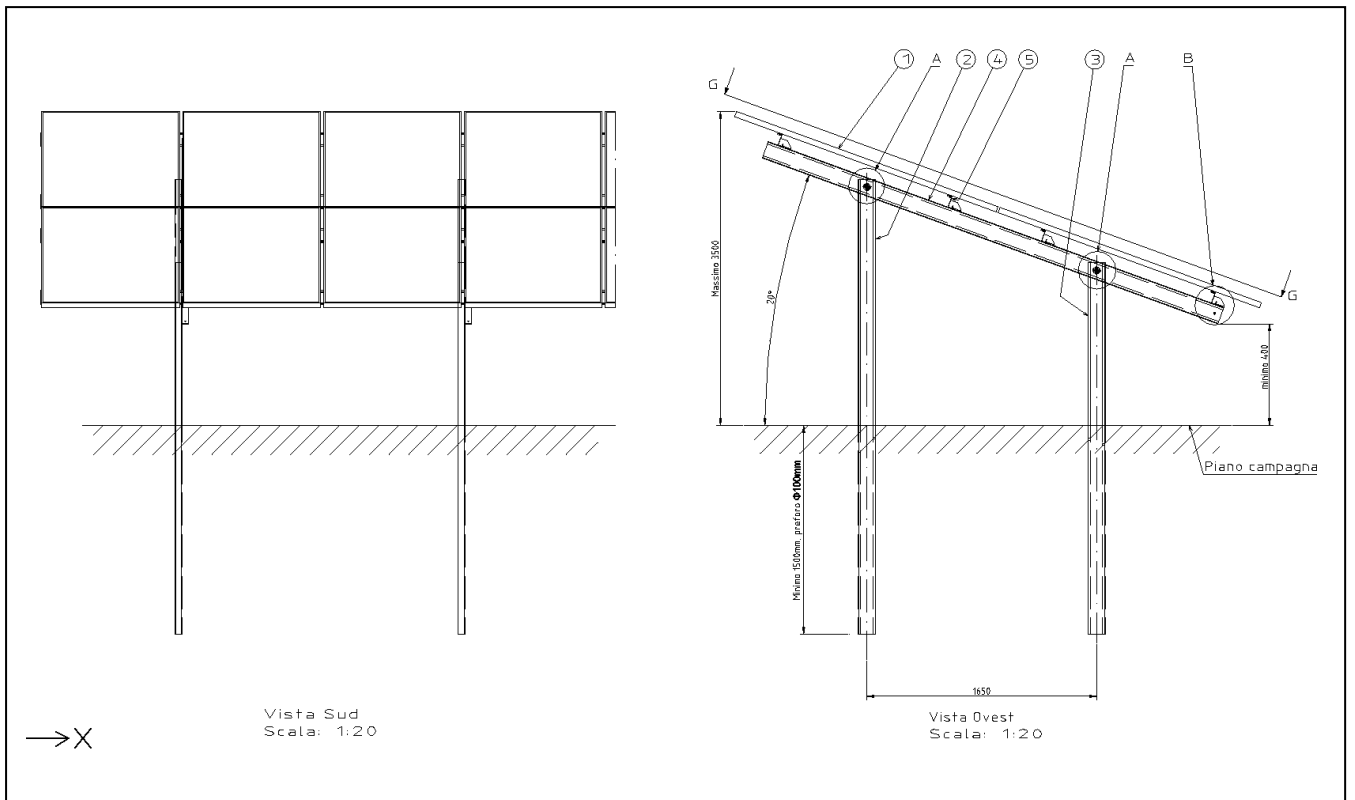 1
A
2
4
5
3
A
B
G
G
Massimo 3500
20°
minimo 400
Piano campagna
Minimo 1500mm, preforo Φ100mm
1650
Vista Sud
Scala: 1:20
Vista Ovest
Scala: 1:20
X